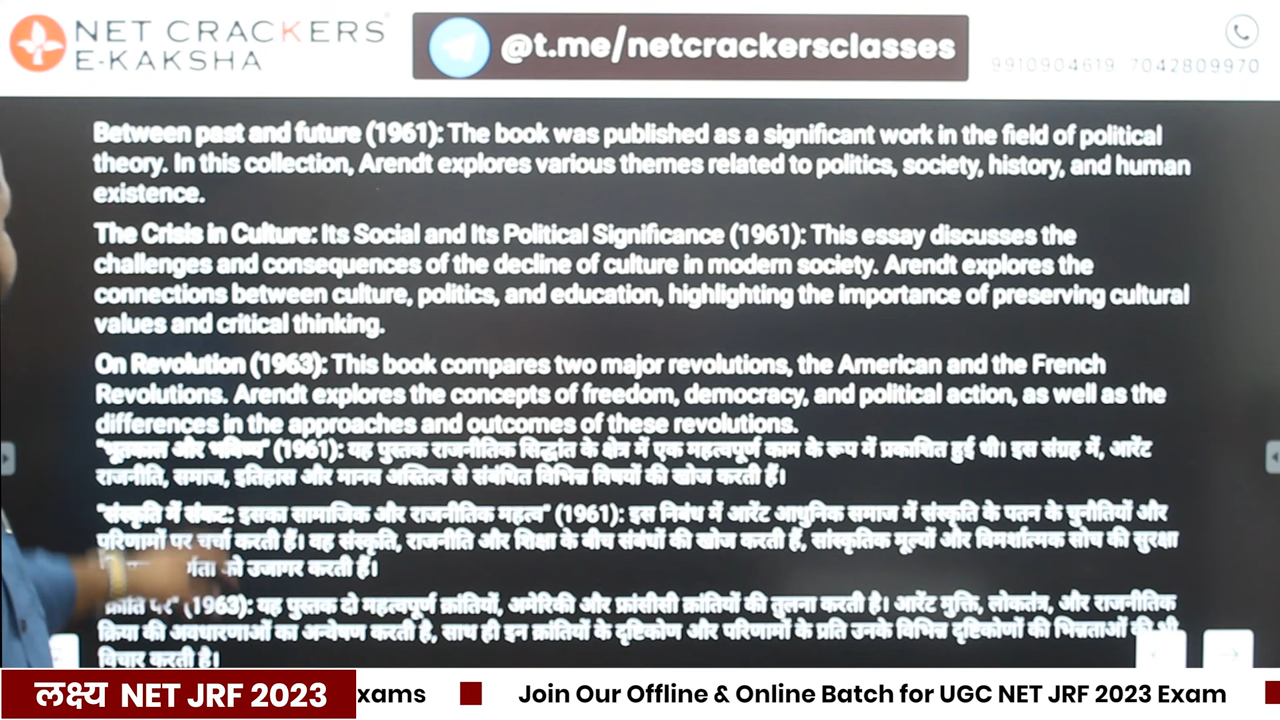 NET CRACKERS
E-KAKSHA
@t.me/netcrackersclasses
9910904619 7042809970
Between past and future (1961): The book was published as a significant work in the field of political
theory. In this collection, Arendt explores various themes related to politics, society, history, and human
existence.
The Crisis in Culture: Its Social and Its Political Significance (1961): This essay discusses the
challenges and consequences of the decline of culture in modern society. Arendt explores the
connections between culture, politics, and education, highlighting the importance of preserving cultural
values and critical thinking.
On Revolution (1963): This book compares two major revolutions, the American and the French
Revolutions. Arendt explores the concepts of freedom, democracy, and political action, as well as the
differences in the approaches and outcomes of these revolutions.
"भूतकाल और भविष्य" (1961): यह पुस्तक राजनीतिक सिद्धांत के क्षेत्र में एक महत्वपूर्ण काम के रूप में प्रकाशित हुई थी। इस संग्रह में, आरेंट
राजनीति, समाज, इतिहास और मानव अस्तित्व से संबंधित विभिन्न विषयों की खोज करती हैं।
"संस्कृति में संकट: इसका सामाजिक और राजनीतिक महत्व" (1961): इस निबंध में आरेंट आधुनिक समाज में संस्कृति के पतन के चुनौतियों और
परिणामों पर चर्चा करती हैं। वह संस्कृति, राजनीति और शिक्षा के बीच संबंधों की खोज करती हैं, सांस्कृतिक मूल्यों और विमर्शात्मक सोच की सुरक्षा
को उजागर करती हैं।
क्रांति पर" (1963): यह पुस्तक दो महत्वपूर्ण क्रांतियों, अमेरिकी और फ्रांसीसी क्रांतियों की तुलना करती है। आरेंट मुक्ति, लोकतंत्र, और राजनीतिक
क्रिया की अवधारणाओं का अन्वेषण करती है, साथ ही इन क्रांतियों के दृष्टिकोण और परिणामों के प्रति उनके विभिन्न दृष्टिकोणों की भिन्नताओं की भी
विचार करती है।
लक्ष्य NET JRF 2023
xams Join Our Offline & Online Batch for UGC NET JRF 2023 Exam